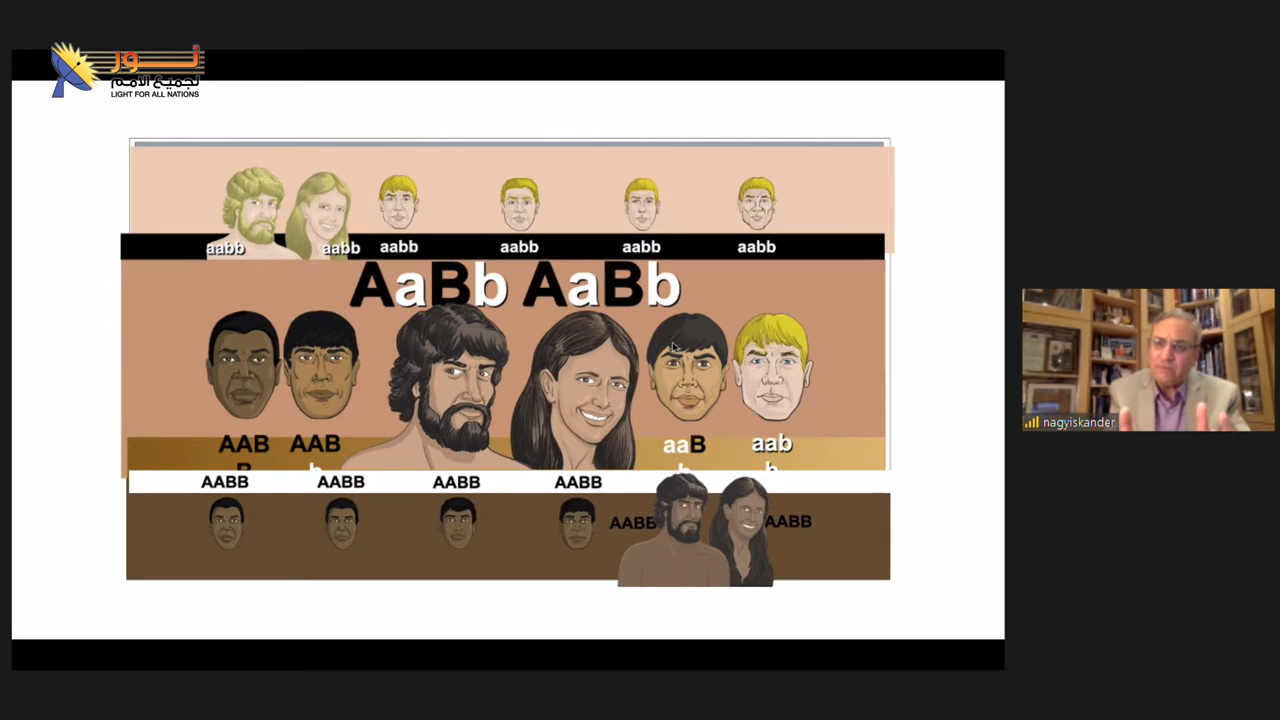 نور
لجميع الامم
LIGHT FOR ALL NATIONS
aabb aabb aabb aabb aabb aabb
AaBb AaBb
AAB AAB aaB aab
B b b b
AABB AABB AABB AABB
AABB AABB
nagyiskander